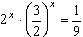 2^x · (3/2)^x = 1/9